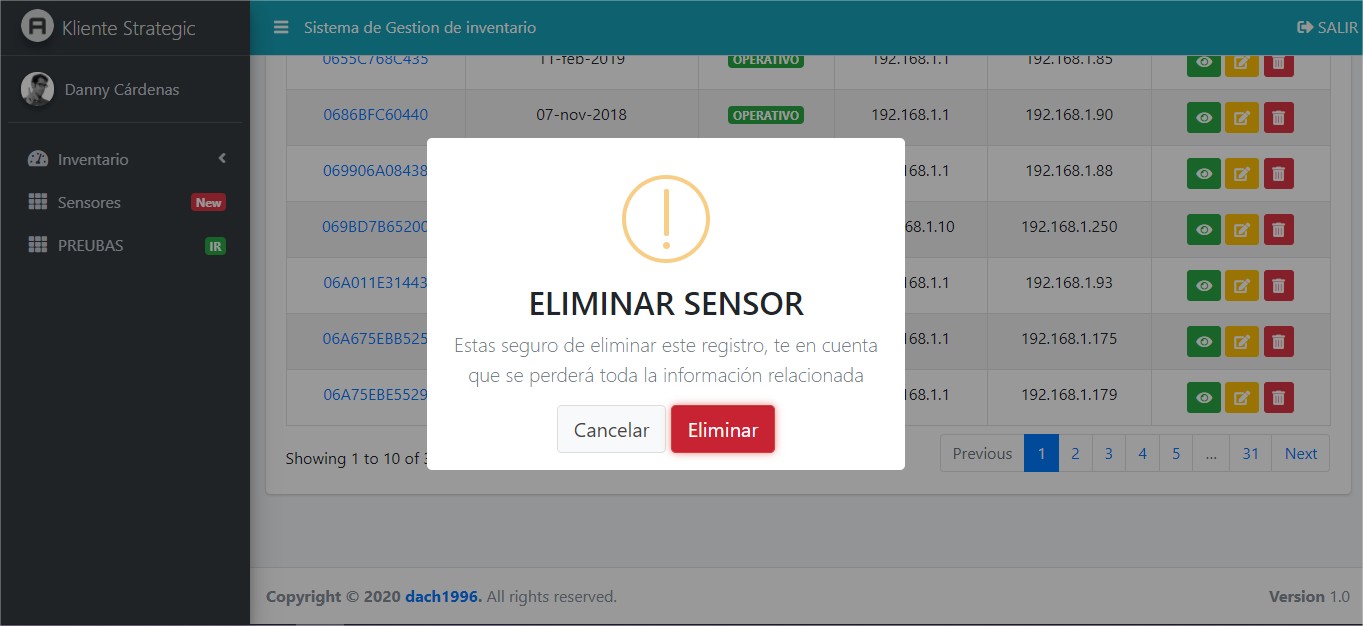 Kliente Strategic
Sistema de Gestion de inventario
SALIR
Danny Cárdenas
Inventario
Sensores New
PREUBAS IR
0655C768C435 11-feb-2019 OPERATIVO 192.168.1.1 192.168.1.85
0686BFC60440 07-nov-2018 OPERATIVO 192.168.1.1 192.168.1.90
069906A08438 168.1.1 192.168.1.88
069BD7B65200 68.1.10 192.168.1.250
06A011E31443 168.1.1 192.168.1.93
06A675EBB525 168.1.1 192.168.1.175
06A75EBE5529 168.1.1 192.168.1.179
ELIMINAR SENSOR
Estas seguro de eliminar este registro, te en cuenta
que se perderá toda la información relacionada
Cancelar Eliminar
Showing 1 to 10 of
Previous 1 2 3 4 5 ... 31 Next
Copyright © 2020 dach1996. All rights reserved.
Version 1.0